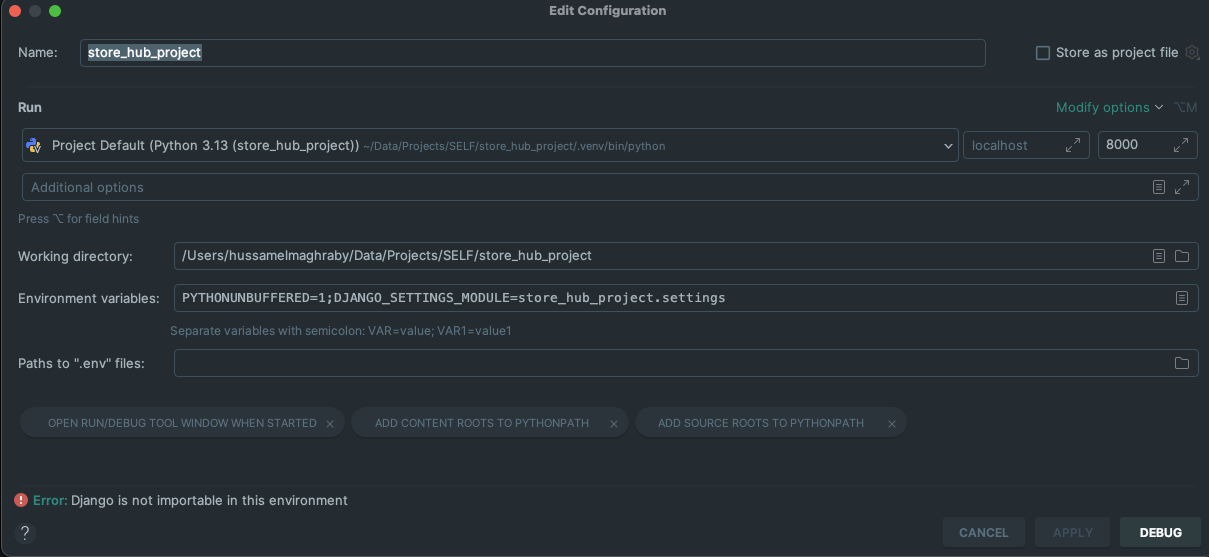 Edit Configuration
Name: store_hub_project Store as project file
Run Modify options ⌥M
Project Default (Python 3.13 (store_hub_project)) ~/Data/Projects/SELF/store_hub_project/.venv/bin/python localhost 8000
Additional options
Press ⌥ for field hints
Working directory: /Users/hussamelmaghraby/Data/Projects/SELF/store_hub_project
Environment variables: PYTHONUNBUFFERED=1;DJANGO_SETTINGS_MODULE=store_hub_project.settings
Separate variables with semicolon: VAR=value; VAR1=value1
Paths to ".env" files:
OPEN RUN/DEBUG TOOL WINDOW WHEN STARTED × ADD CONTENT ROOTS TO PYTHONPATH × ADD SOURCE ROOTS TO PYTHONPATH ×
Error: Django is not importable in this environment
? CANCEL APPLY DEBUG